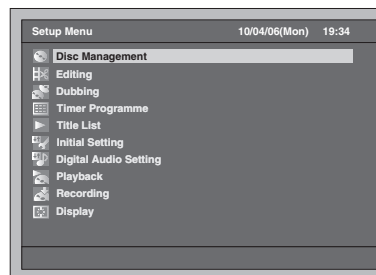 Setup Menu 10/04/06(Mon) 19:34
Disc Management
Editing
Dubbing
Timer Programme
Title List
Initial Setting
Digital Audio Setting
Playback
Recording
Display